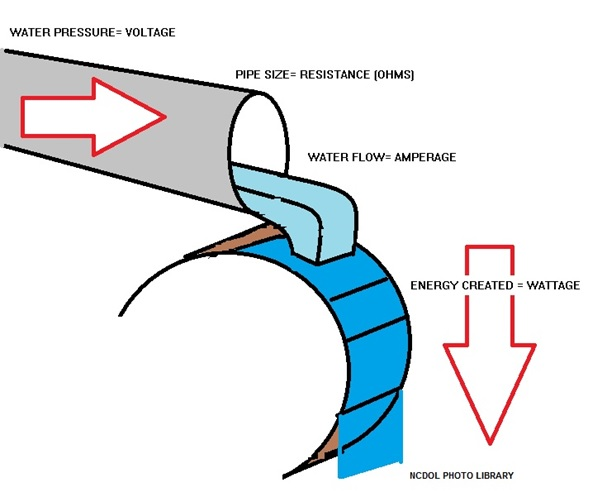 WATER PRESSURE= VOLTAGE
PIPE SIZE= RESISTANCE (OHMS)
WATER FLOW= AMPERAGE
ENERGY CREATED = WATTAGE
NCDOL PHOTO LIBRARY